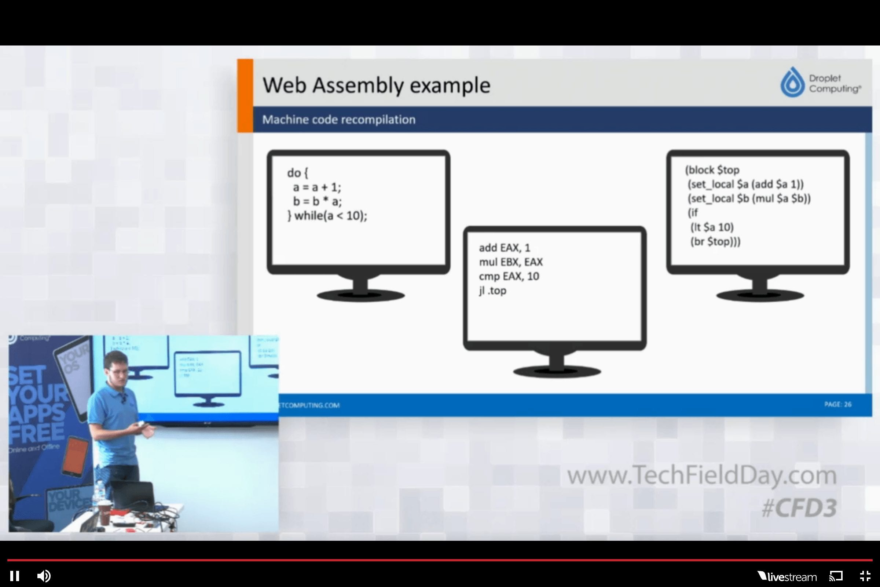 Web Assembly example
Droplet
Computing
Machine code recompilation
do {
a = a + 1;
b = b * a;
} while(a < 10);
add EAX, 1
mul EBX, EAX
cmp EAX, 10
jl .top
(block $top
(set_local $a (add $a 1))
(set_local $b (mul $a $b))
(if
(lt $a 10)
(br $top)))
ETCOMPUTING.COM
PAGE: 26
Computing
SET
YOUR
APPS
FREE
Online and Offline
YOUR
OS
YOUR
DEVICE
www.TechFieldDay.com
#CFD3
livestream